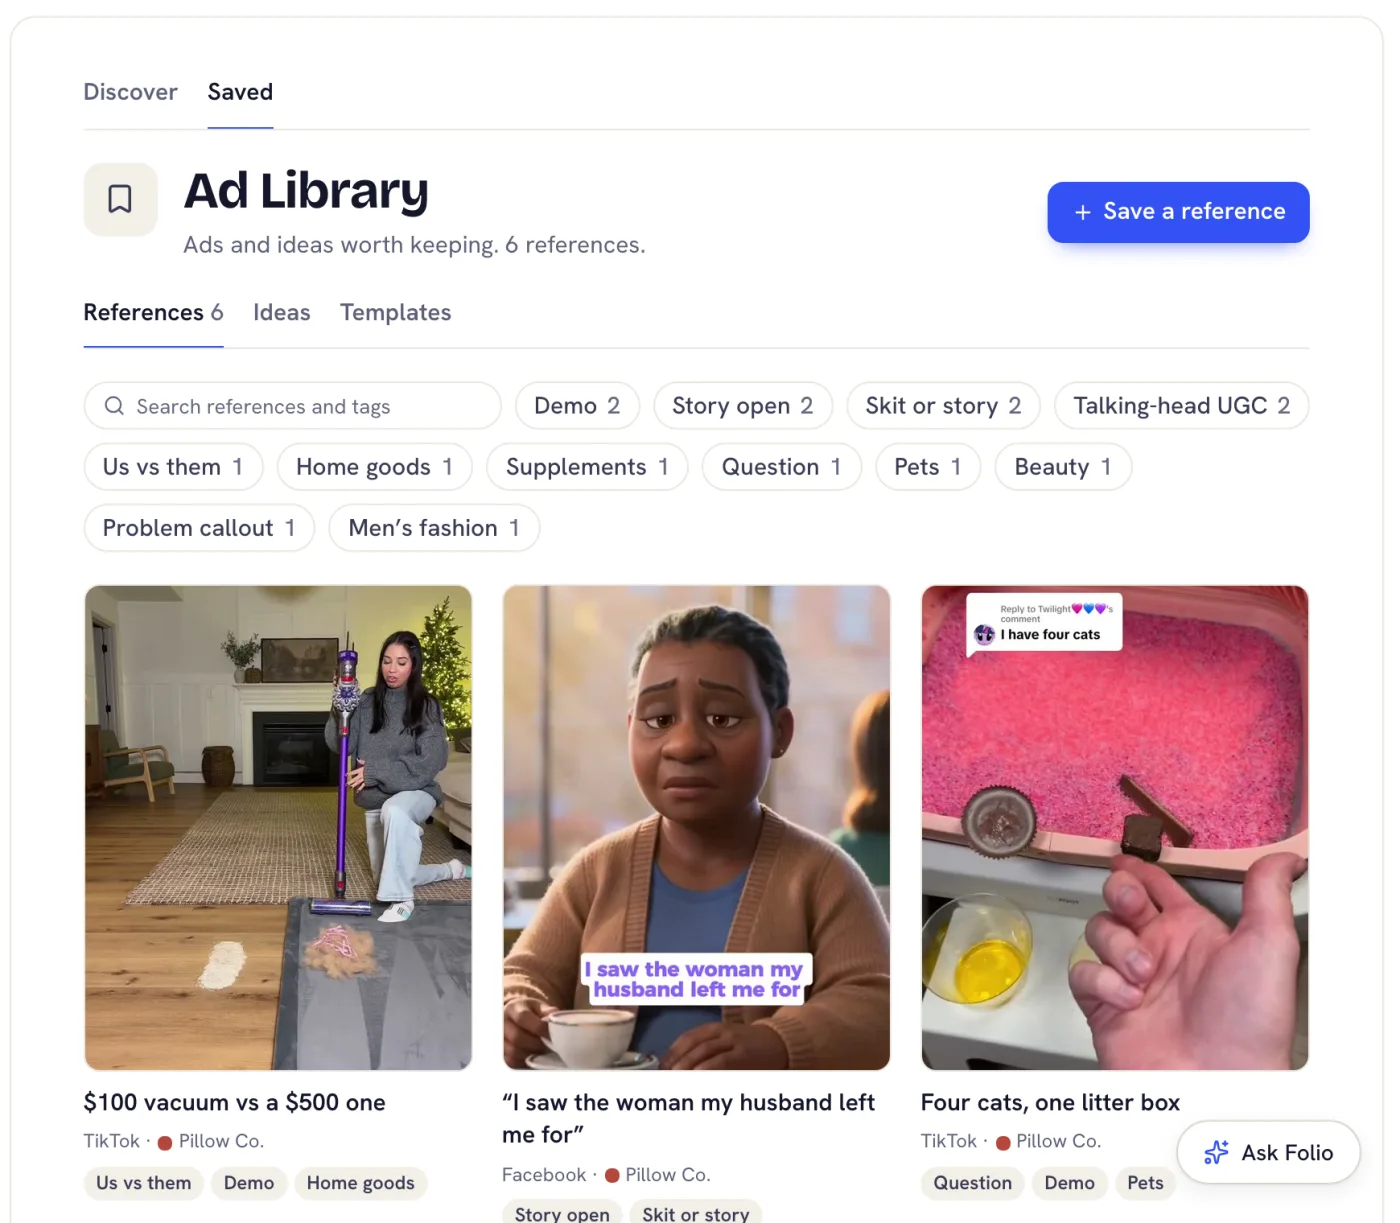 Discover Saved
Ad Library
Ads and ideas worth keeping. 6 references.
+ Save a reference
References 6 Ideas Templates
Search references and tags
Demo 2 Story open 2 Skit or story 2 Talking-head UGC 2
Us vs them 1 Home goods 1 Supplements 1 Question 1 Pets 1 Beauty 1
Problem callout 1 Men’s fashion 1
I saw the woman my
husband left me for
Reply to Twilight🩷💙💜's
comment
I have four cats
$100 vacuum vs a $500 one
TikTok · Pillow Co.
Us vs them Demo Home goods
“I saw the woman my husband left
me for”
Facebook · Pillow Co.
Story open Skit or story
Four cats, one litter box
TikTok · Pillow Co.
Question Demo Pets
Ask Folio